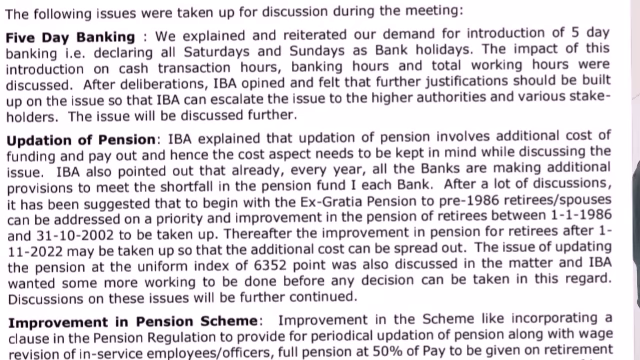 The following issues were taken up for discussion during the meeting:
Five Day Banking : We explained and reiterated our demand for introduction of 5 day
banking i.e. declaring all Saturdays and Sundays as Bank holidays. The impact of this
introduction on cash transaction hours, banking hours and total working hours were
discussed. After deliberations, IBA opined and felt that further justifications should be built
up on the issue so that IBA can escalate the issue to the higher authorities and various stake-
holders. The issue will be discussed further.
Updation of Pension: IBA explained that updation of pension involves additional cost of
funding and pay out and hence the cost aspect needs to be kept in mind while discussing the
issue. IBA also pointed out that already, every year, all the Banks are making additional
provisions to meet the shortfall in the pension fund I each Bank. After a lot of discussions,
it has been suggested that to begin with the Ex-Gratia Pension to pre-1986 retirees/spouses
can be addressed on a priority and improvement in the pension of retirees between 1-1-1986
and 31-10-2002 to be taken up. Thereafter the improvement in pension for retirees after 1-
11-2022 may be taken up so that the additional cost can be spread out. The issue of updating
the pension at the uniform index of 6352 point was also discussed in the matter and IBA
wanted some more working to be done before any decision can be taken in this regard.
Discussions on these issues will be further continued.
Improvement in Pension Scheme: Improvement in the Scheme like incorporating a
clause in the Pension Regulation to provide for periodical updation of pension along with wage
revision of in-service employees/officers, full pension at 50% of Pay to be given on retirement